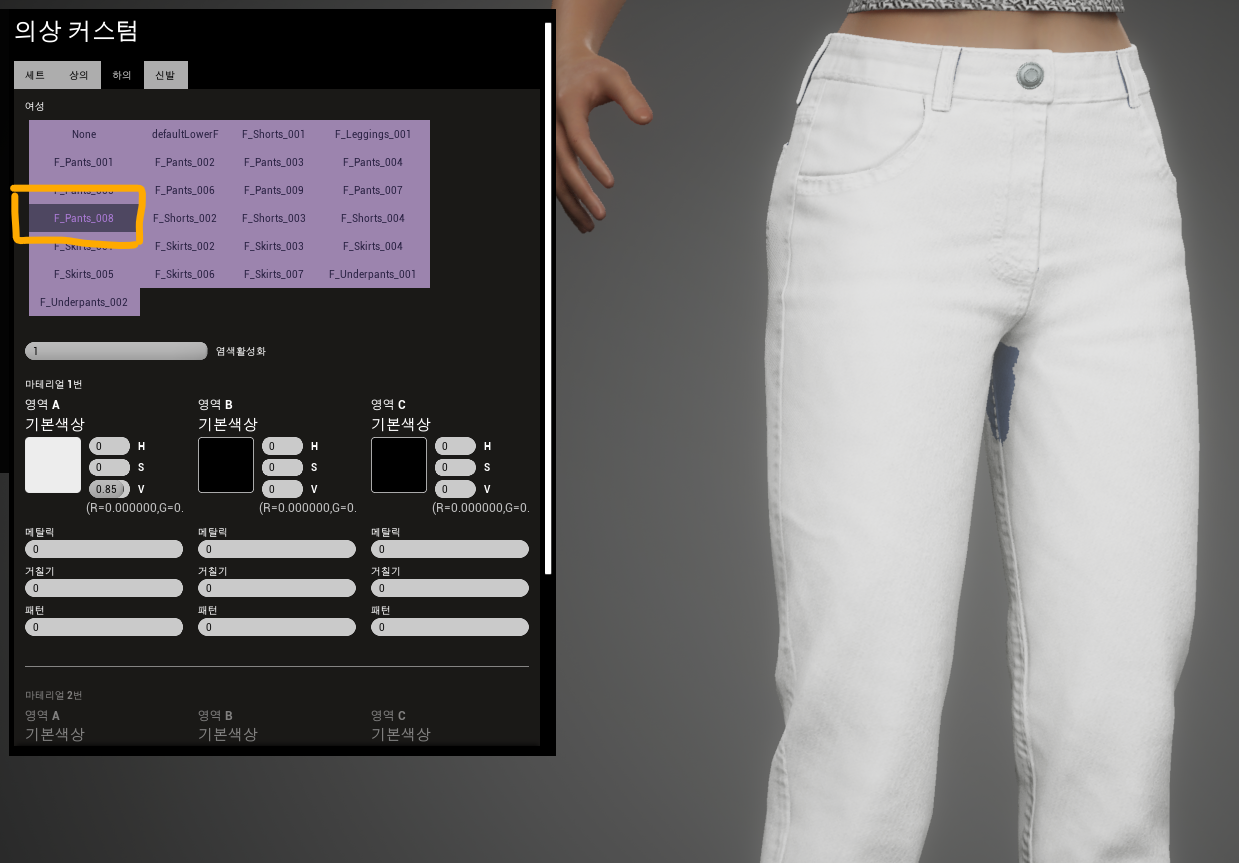 의상 커스텀
세트 상의 하의 신발
여성
None defaultLowerF F_Shorts_001 F_Leggings_001
F_Pants_001 F_Pants_002 F_Pants_003 F_Pants_004
F_Pants_006 F_Pants_009 F_Pants_007
F_Pants_008 F_Shorts_002 F_Shorts_003 F_Shorts_004
F_Skirts_002 F_Skirts_003 F_Skirts_004
F_Skirts_005 F_Skirts_006 F_Skirts_007 F_Underpants_001
F_Underpants_002
1 염색활성화
마테리얼 1번
영역 A 영역 B 영역 C
기본색상 기본색상 기본색상
0 H 0 H 0 H
0 S 0 S 0 S
0.85 V 0 V 0 V
(R=0.000000,G=0. (R=0.000000,G=0. (R=0.000000,G=0.
메탈릭 메탈릭 메탈릭
0 0 0
거칠기 거칠기 거칠기
0 0 0
패턴 패턴 패턴
0 0 0
마테리얼 2번
영역 A 영역 B 영역 C
기본색상 기본색상 기본색상